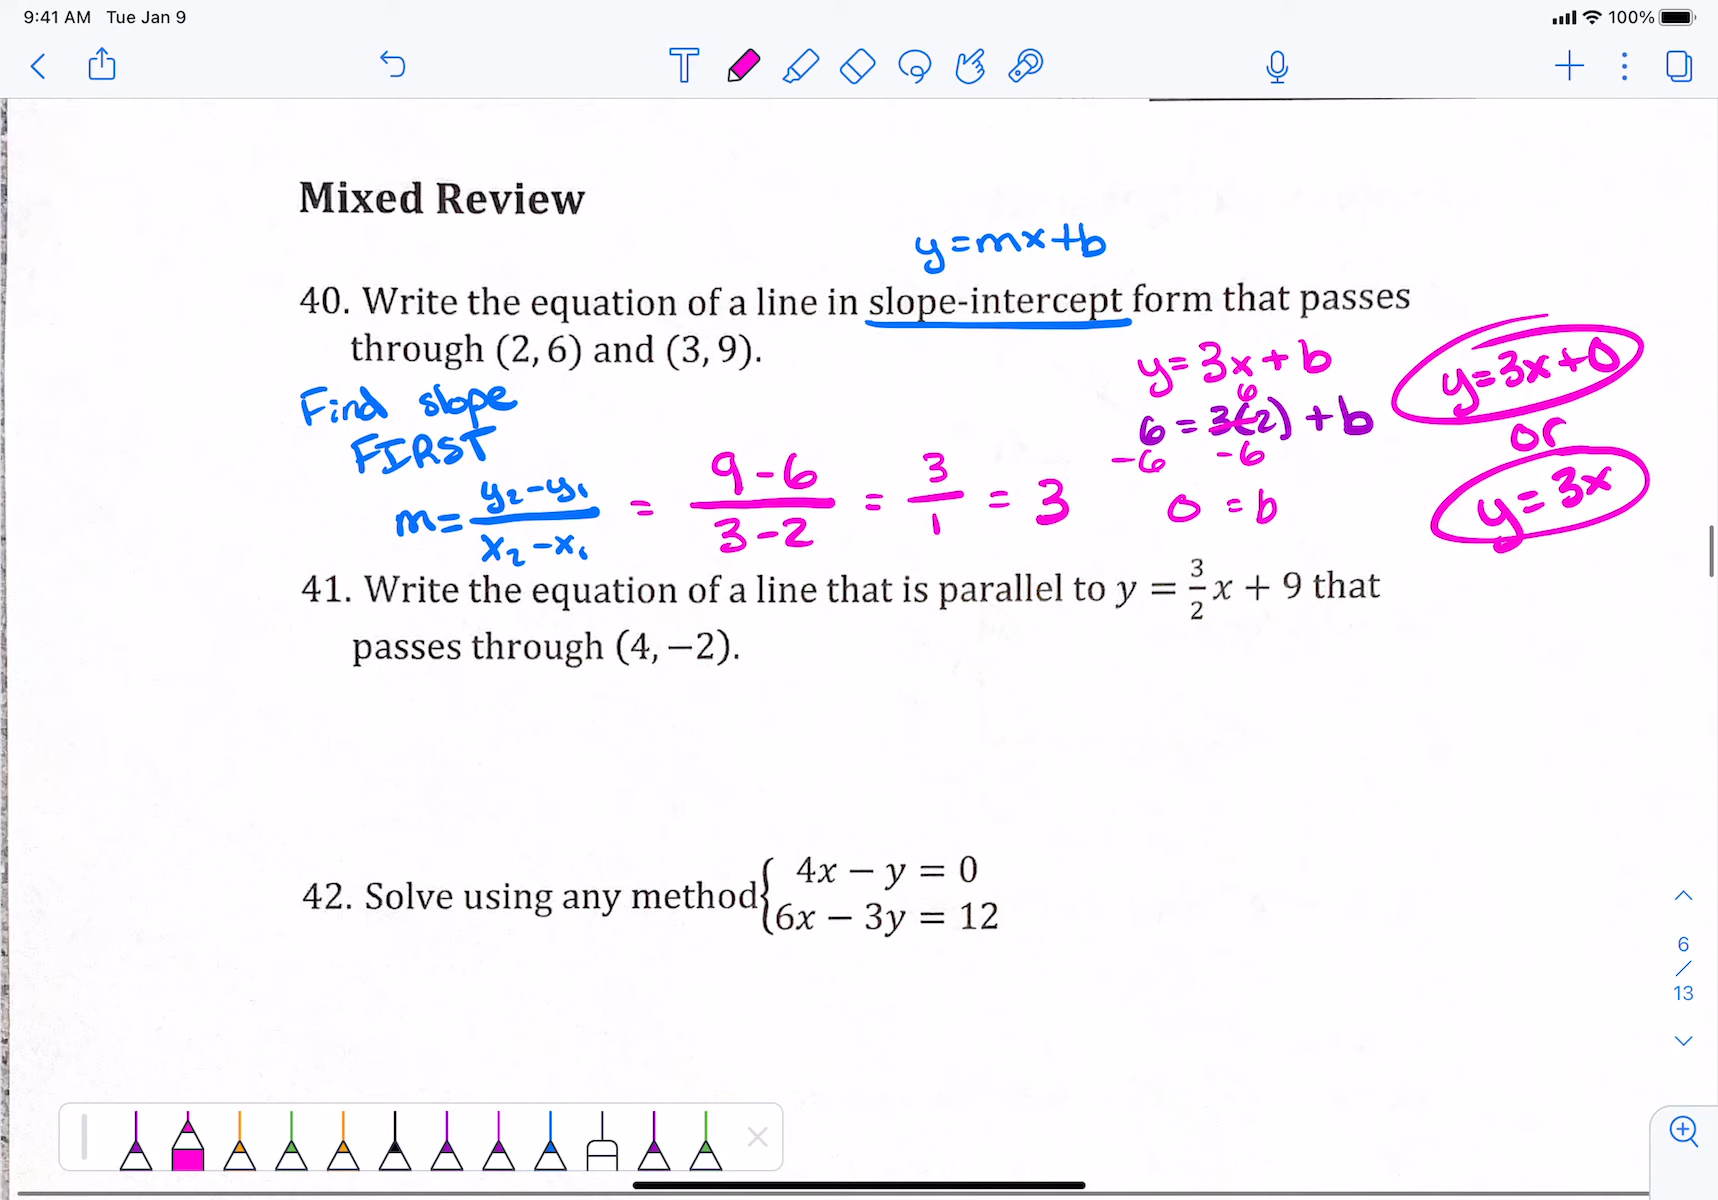 9:41 AM Tue Jan 9
100%
T
Mixed Review
y=mx+b
40. Write the equation of a line in slope-intercept form that passes
through (2, 6) and (3, 9).
Find slope
FIRST
m = y₂-y₁ / x₂-x₁ = 9-6 / 3-2 = 3/1 = 3
y=3x+b
6
6 = 3(2) + b
-6 -6
0 = b
y=3x+0
or
y=3x
41. Write the equation of a line that is parallel to y = 3/2 x + 9 that
passes through (4, −2).
42. Solve using any method { 4x − y = 0
6x − 3y = 12
6
/
13